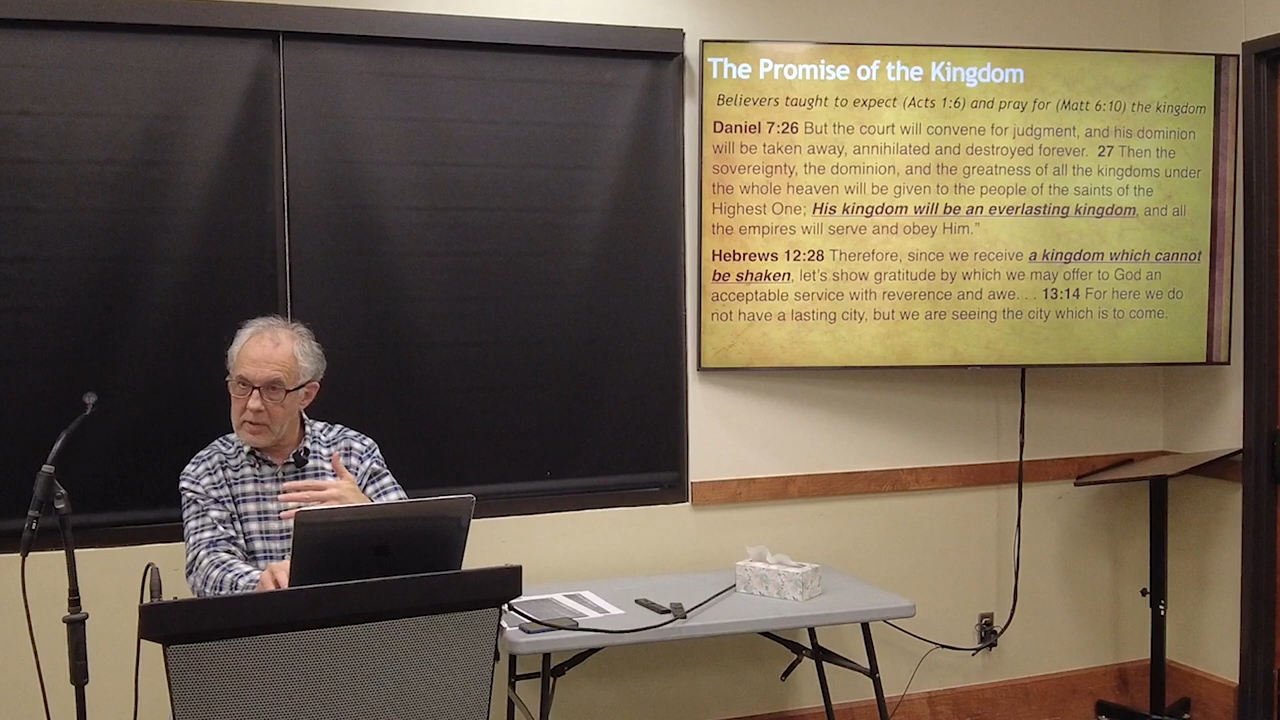 The Promise of the Kingdom
Believers taught to expect (Acts 1:6) and pray for (Matt 6:10) the kingdom
Daniel 7:26 But the court will convene for judgment, and his dominion
will be taken away, annihilated and destroyed forever. 27 Then the
sovereignty, the dominion, and the greatness of all the kingdoms under
the whole heaven will be given to the people of the saints of the
Highest One; His kingdom will be an everlasting kingdom, and all
the empires will serve and obey Him."
Hebrews 12:28 Therefore, since we receive a kingdom which cannot
be shaken, let's show gratitude by which we may offer to God an
acceptable service with reverence and awe. . . 13:14 For here we do
not have a lasting city, but we are seeing the city which is to come.